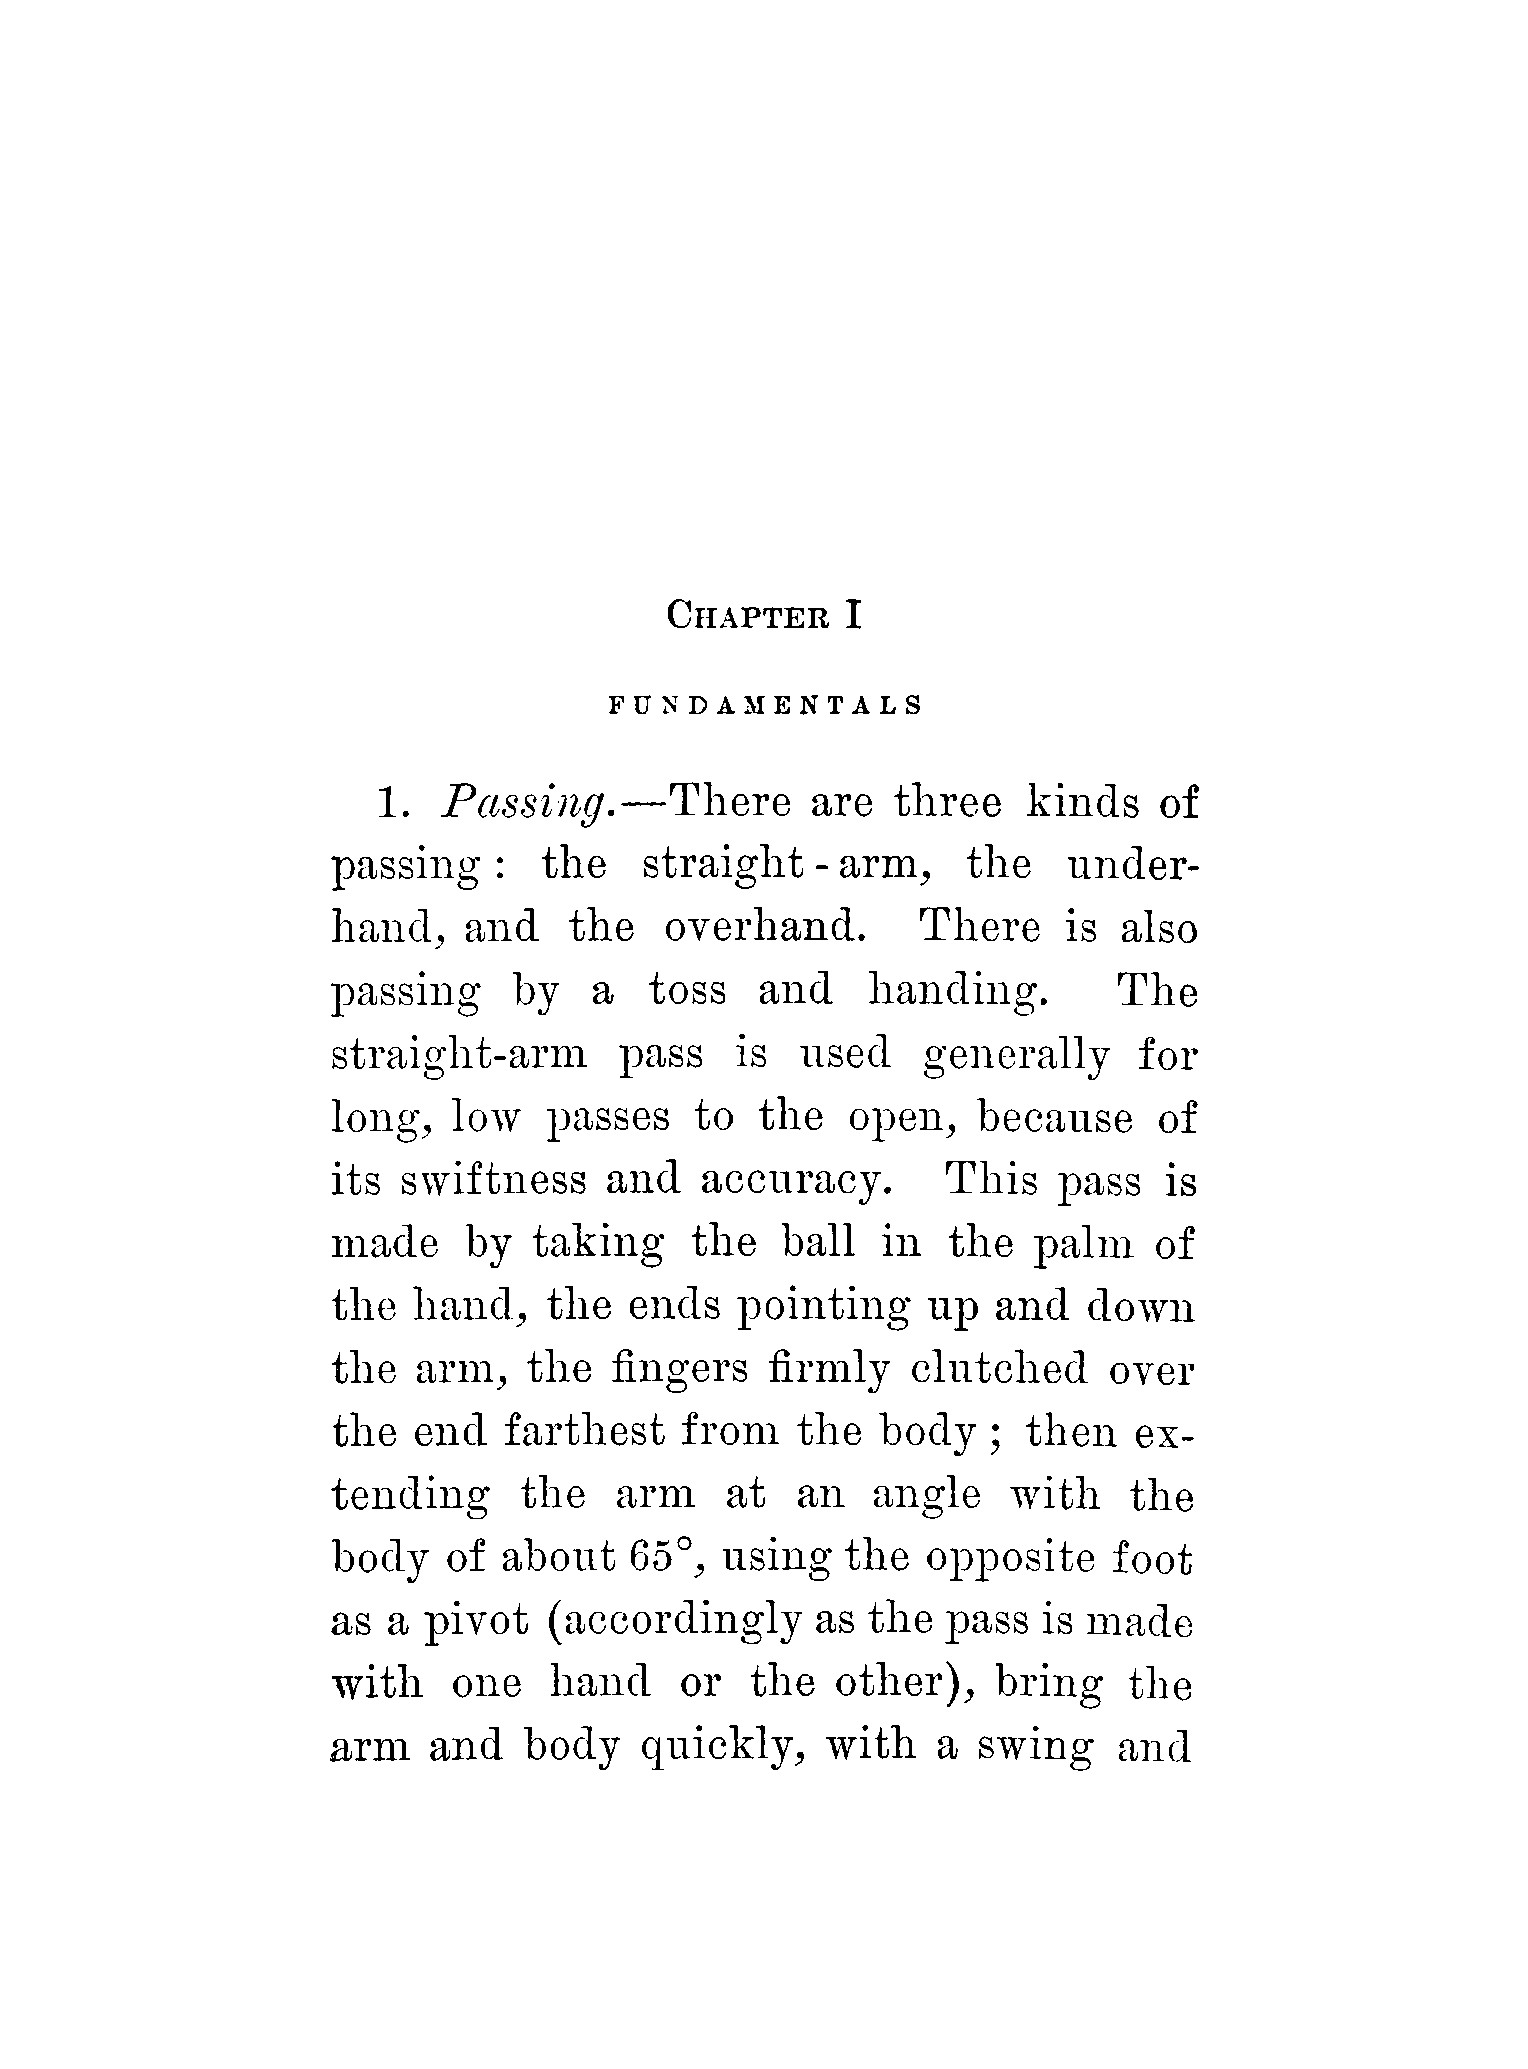 CHAPTER I
FUNDAMENTALS
1. Passing.—There are three kinds of
passing: the straight-arm, the under-
hand, and the overhand. There is also
passing by a toss and handing. The
straight-arm pass is used generally for
long, low passes to the open, because of
its swiftness and accuracy. This pass is
made by taking the ball in the palm of
the hand, the ends pointing up and down
the arm, the fingers firmly clutched over
the end farthest from the body; then ex-
tending the arm at an angle with the
body of about 65°, using the opposite foot
as a pivot (accordingly as the pass is made
with one hand or the other), bring the
arm and body quickly, with a swing and